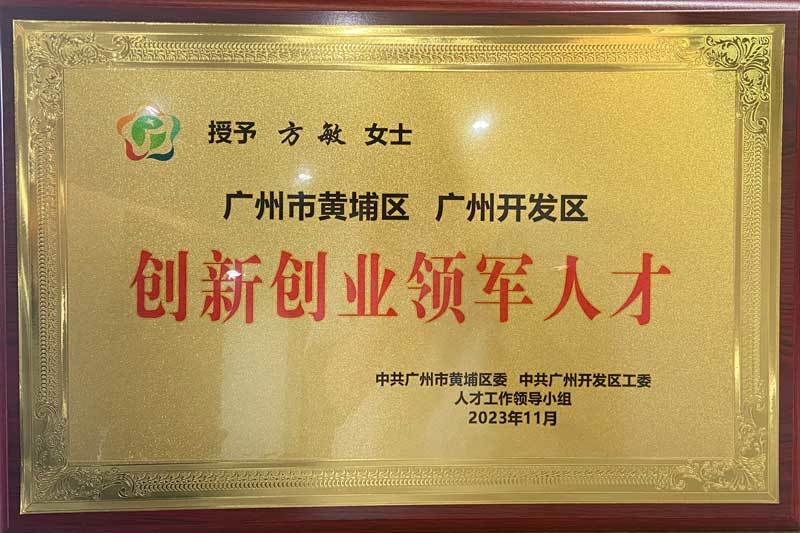 授予 方敏 女士
广州市黄埔区 广州开发区
创新创业领军人才
中共广州市黄埔区委 中共广州开发区工委
人才工作领导小组
2023年11月